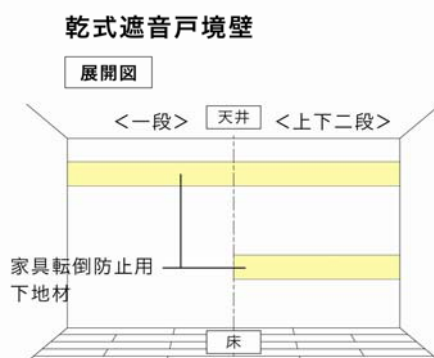 乾式遮音戸境壁
展開図
<一段>
天井
<上下二段>
家具転倒防止用
下地材
床